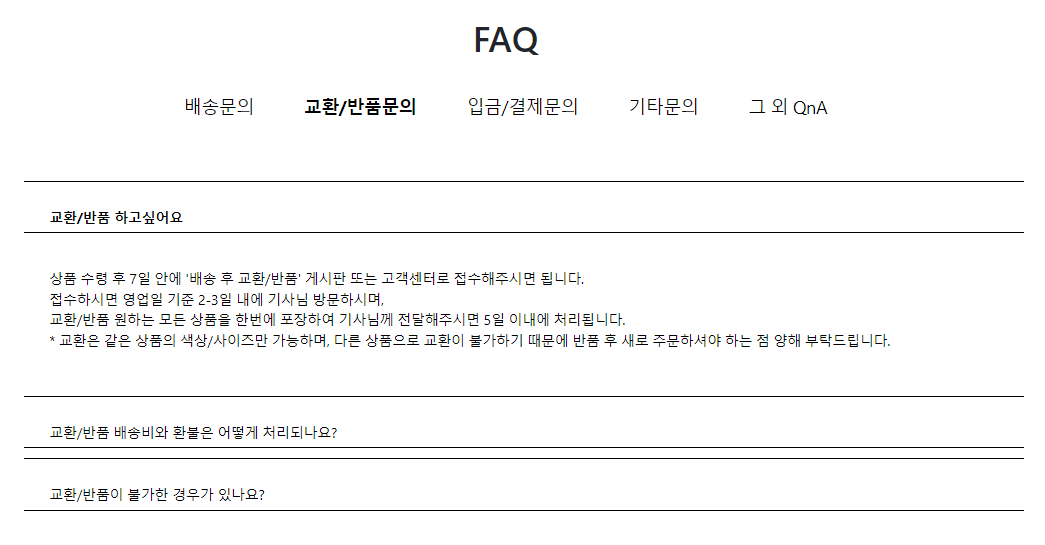 FAQ
배송문의 교환/반품문의 입금/결제문의 기타문의 그 외 QnA
교환/반품 하고싶어요
상품 수령 후 7일 안에 '배송 후 교환/반품' 게시판 또는 고객센터로 접수해주시면 됩니다.
접수하시면 영업일 기준 2-3일 내에 기사님 방문하시며,
교환/반품 원하는 모든 상품을 한번에 포장하여 기사님께 전달해주시면 5일 이내에 처리됩니다.
* 교환은 같은 상품의 색상/사이즈만 가능하며, 다른 상품으로 교환이 불가하기 때문에 반품 후 새로 주문하셔야 하는 점 양해 부탁드립니다.
교환/반품 배송비와 환불은 어떻게 처리되나요?
교환/반품이 불가한 경우가 있나요?